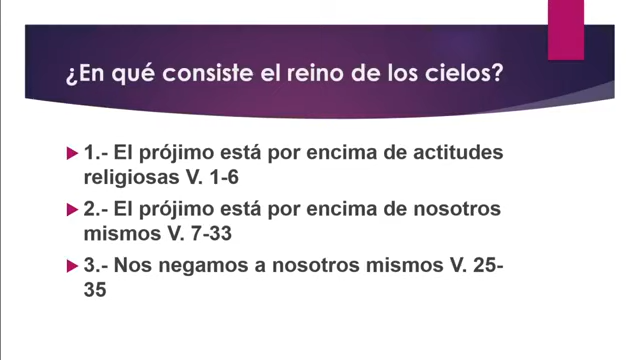 ¿En qué consiste el reino de los cielos?
1.- El prójimo está por encima de actitudes
religiosas V. 1-6
2.- El prójimo está por encima de nosotros
mismos V. 7-33
3.- Nos negamos a nosotros mismos V. 25-
35